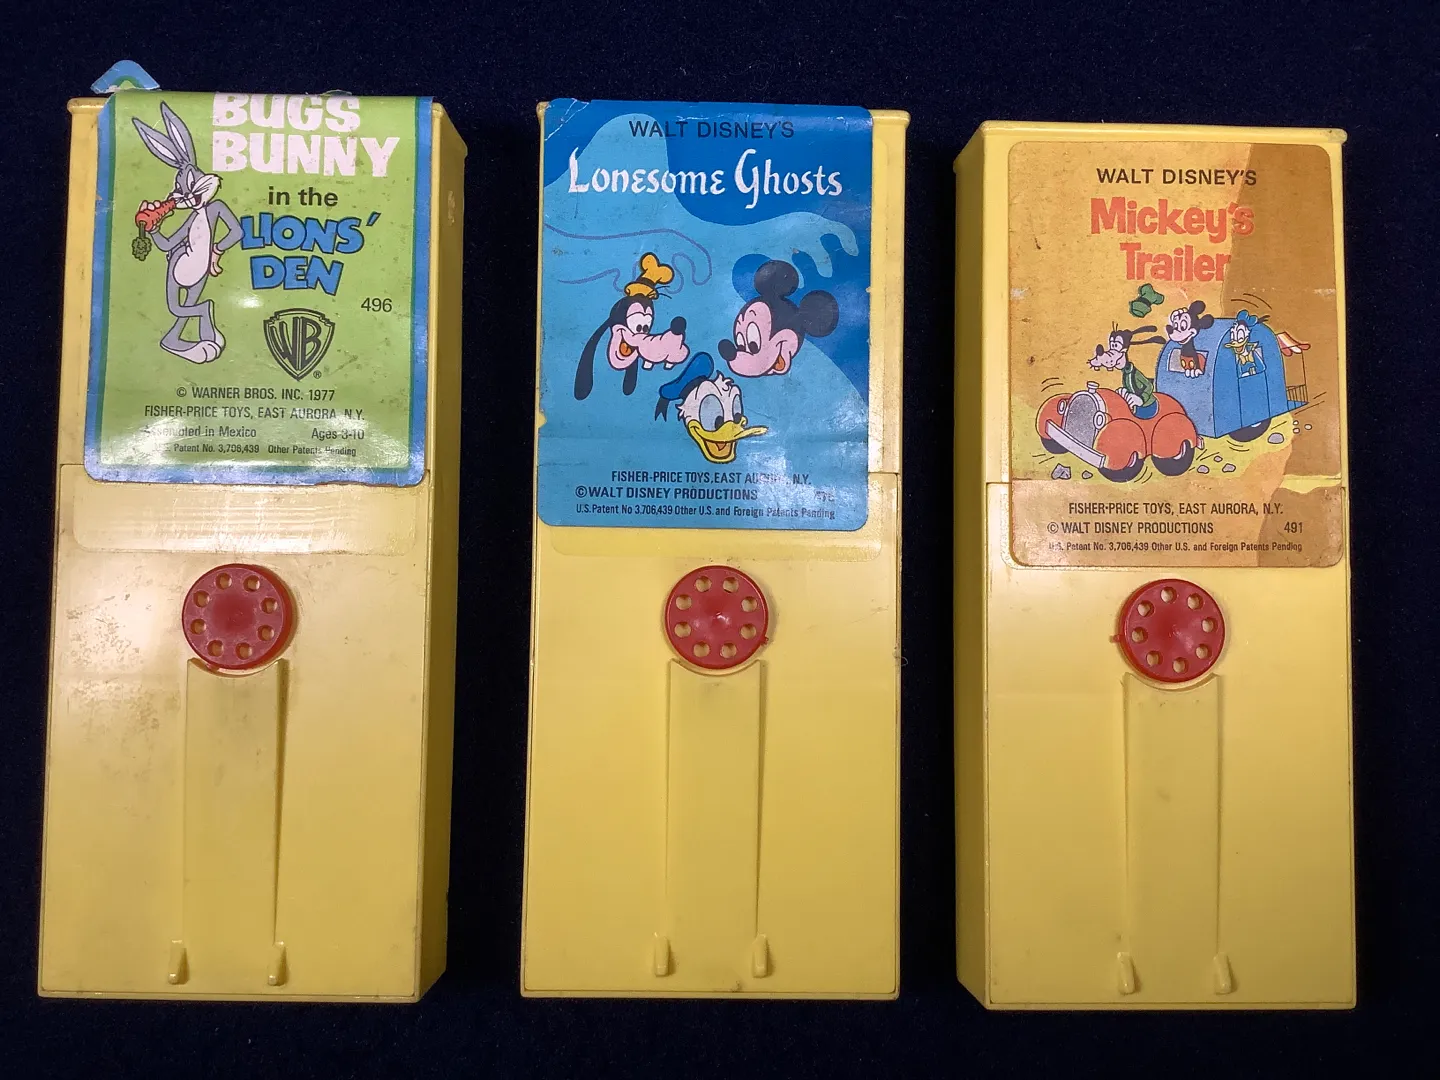 BUGS
BUNNY
in the
LIONS'
DEN
496
WB
®
© WARNER BROS. INC. 1977
FISHER-PRICE TOYS, EAST AURORA, N.Y.
Assembled in Mexico Ages 3-10
U.S. Patent No. 3,706,439 Other Patents Pending
WALT DISNEY'S
Lonesome Ghosts
FISHER-PRICE TOYS, EAST AURORA, N.Y.
©WALT DISNEY PRODUCTIONS
U.S. Patent No 3,706,439 Other U.S. and Foreign Patents Pending
WALT DISNEY'S
Mickey's
Trailer
FISHER-PRICE TOYS, EAST AURORA, N.Y.
© WALT DISNEY PRODUCTIONS 491
U.S. Patent No. 3,706,439 Other U.S. and Foreign Patents Pending